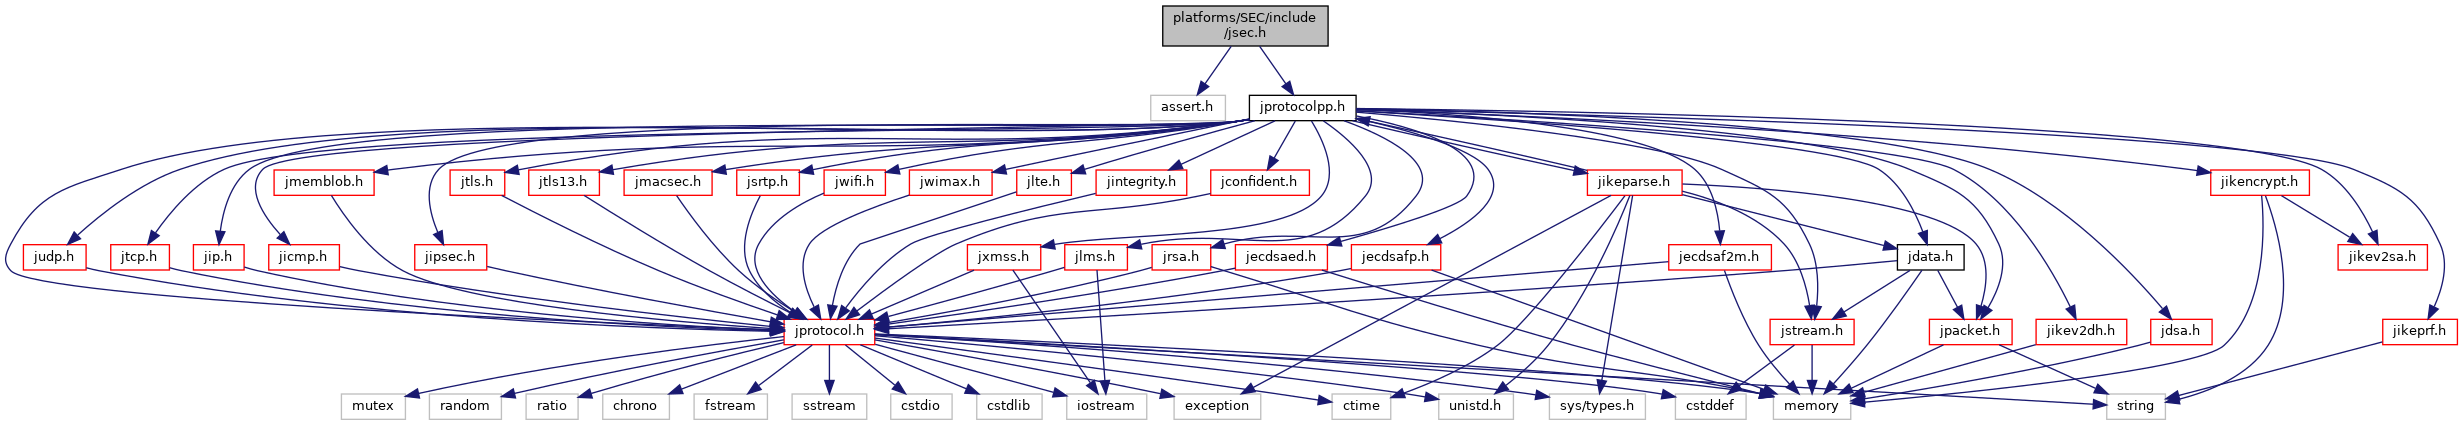 platforms/SEC/include
/jsec.h
assert.h
jprotocolpp.h
jmemblob.h
jtls.h
jtls13.h
jmacsec.h
jsrtp.h
jwifi.h
jwimax.h
jlte.h
jintegrity.h
jconfident.h
jikeparse.h
jikencrypt.h
judp.h
jtcp.h
jip.h
jicmp.h
jipsec.h
jxmss.h
jlms.h
jrsa.h
jecdsaed.h
jecdsafp.h
jecdsaf2m.h
jdata.h
jikev2sa.h
jprotocol.h
jstream.h
jpacket.h
jikev2dh.h
jdsa.h
jikeprf.h
mutex
random
ratio
chrono
fstream
sstream
cstdio
cstdlib
iostream
exception
ctime
unistd.h
sys/types.h
cstddef
memory
string